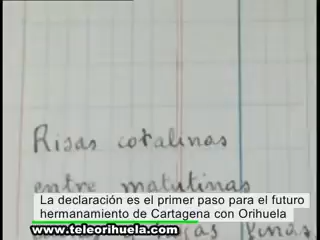 Risas coralinas
entre matutinas
La declaración es el primer paso para el futuro
hermanamiento de Cartagena con Orihuela
www.teleorihuela.com